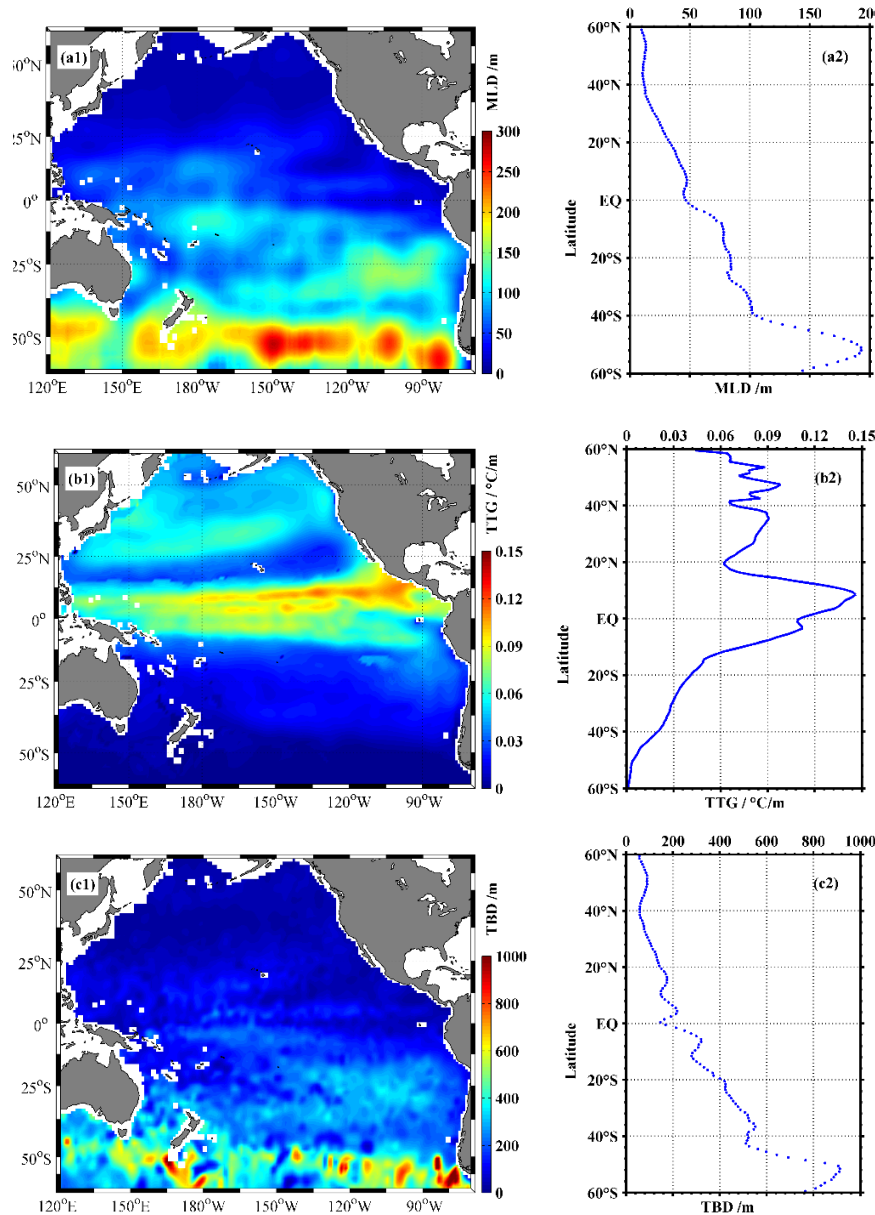 (a1)
50°N
25°N
0°
25°S
50°S
120°E 150°E 180°W 150°W 120°W 90°W
MLD /m
300
250
200
150
100
50
0
0 50 100 150 200
(a2)
60°N
40°N
20°N
EQ
20°S
40°S
60°S
Latitude
MLD /m
(b1)
50°N
25°N
0°
25°S
50°S
120°E 150°E 180°W 150°W 120°W 90°W
TTG / °C/m
0.15
0.12
0.09
0.06
0.03
0
0 0.03 0.06 0.09 0.12 0.15
(b2)
60°N
40°N
20°N
EQ
20°S
40°S
60°S
Latitude
TTG / °C/m
(c1)
50°N
25°N
0°
25°S
50°S
120°E 150°E 180°W 150°W 120°W 90°W
TBD /m
1000
800
600
400
200
0
0 200 400 600 800 1000
(c2)
60°N
40°N
20°N
EQ
20°S
40°S
60°S
Latitude
TBD /m